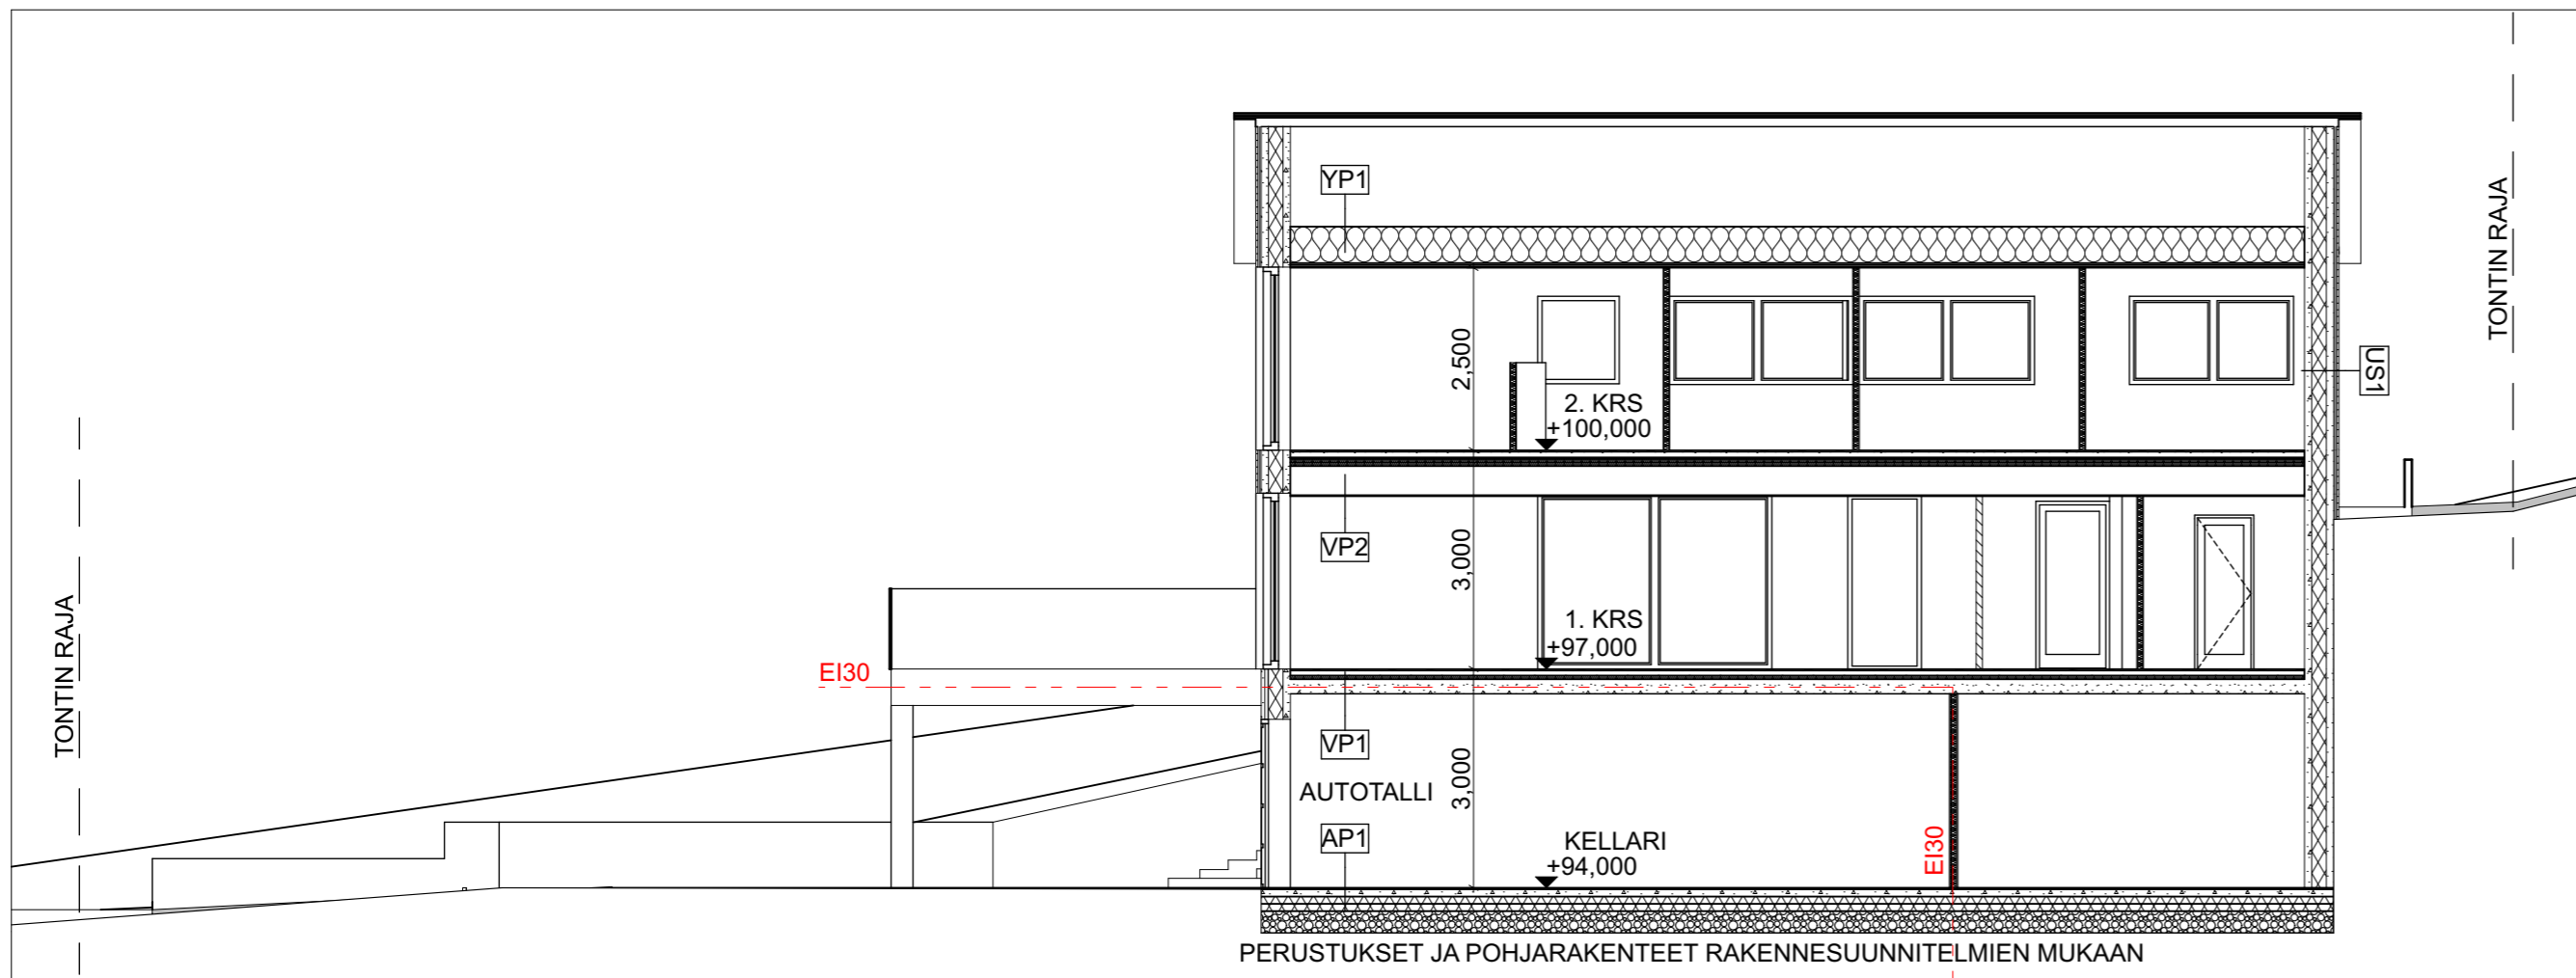 YP1
TONTIN RAJA
2,500
US1
2. KRS
+100,000
VP2
3,000
1. KRS
+97,000
TONTIN RAJA
EI30
VP1
3,000
AUTOTALLI
AP1
KELLARI
+94,000
EI30
PERUSTUKSET JA POHJARAKENTEET RAKENNESUUNNITELMIEN MUKAAN